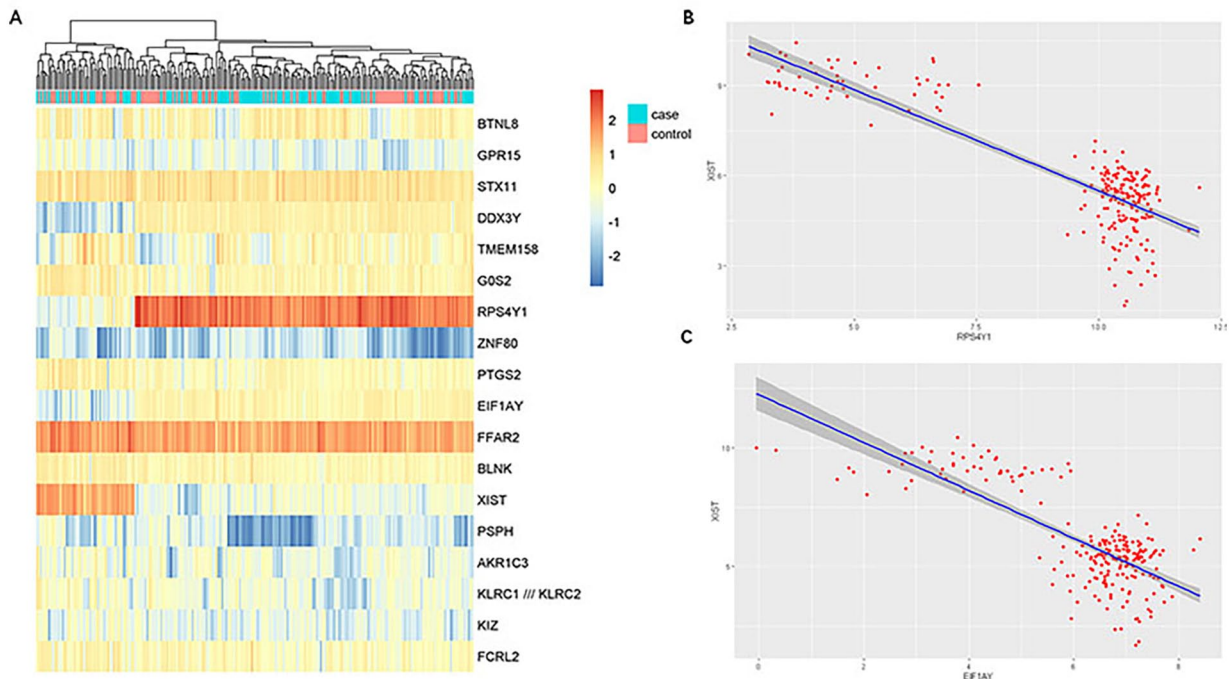 A
2
1
0
-1
-2
case
control
BTNL8
GPR15
STX11
DDX3Y
TMEM158
G0S2
RPS4Y1
ZNF80
PTGS2
EIF1AY
FFAR2
BLNK
XIST
PSPH
AKR1C3
KLRC1 /// KLRC2
KIZ
FCRL2
B
XIST
9
6
3
2.5
5.0
7.5
10.0
12.5
RPS4Y1
C
XIST
10
5
0
2
4
6
8
EIF1AY